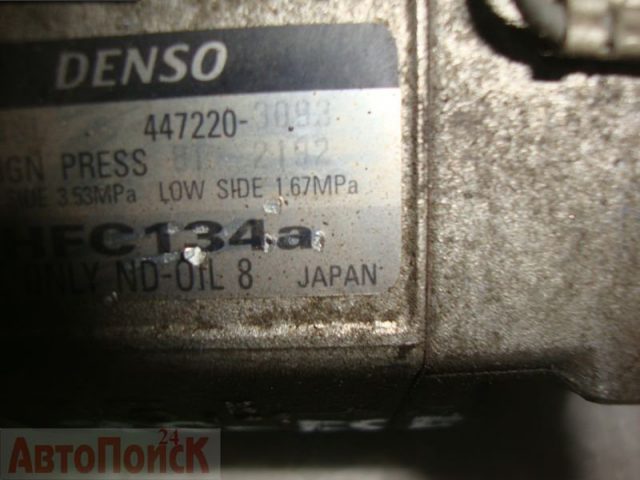 DENSO
447220-3093
IGN PRESS 2192
SIDE 3.53MPa LOW SIDE 1.67MPa
HFC134a
ONLY ND-OIL 8 JAPAN
АвтоПоисК 24